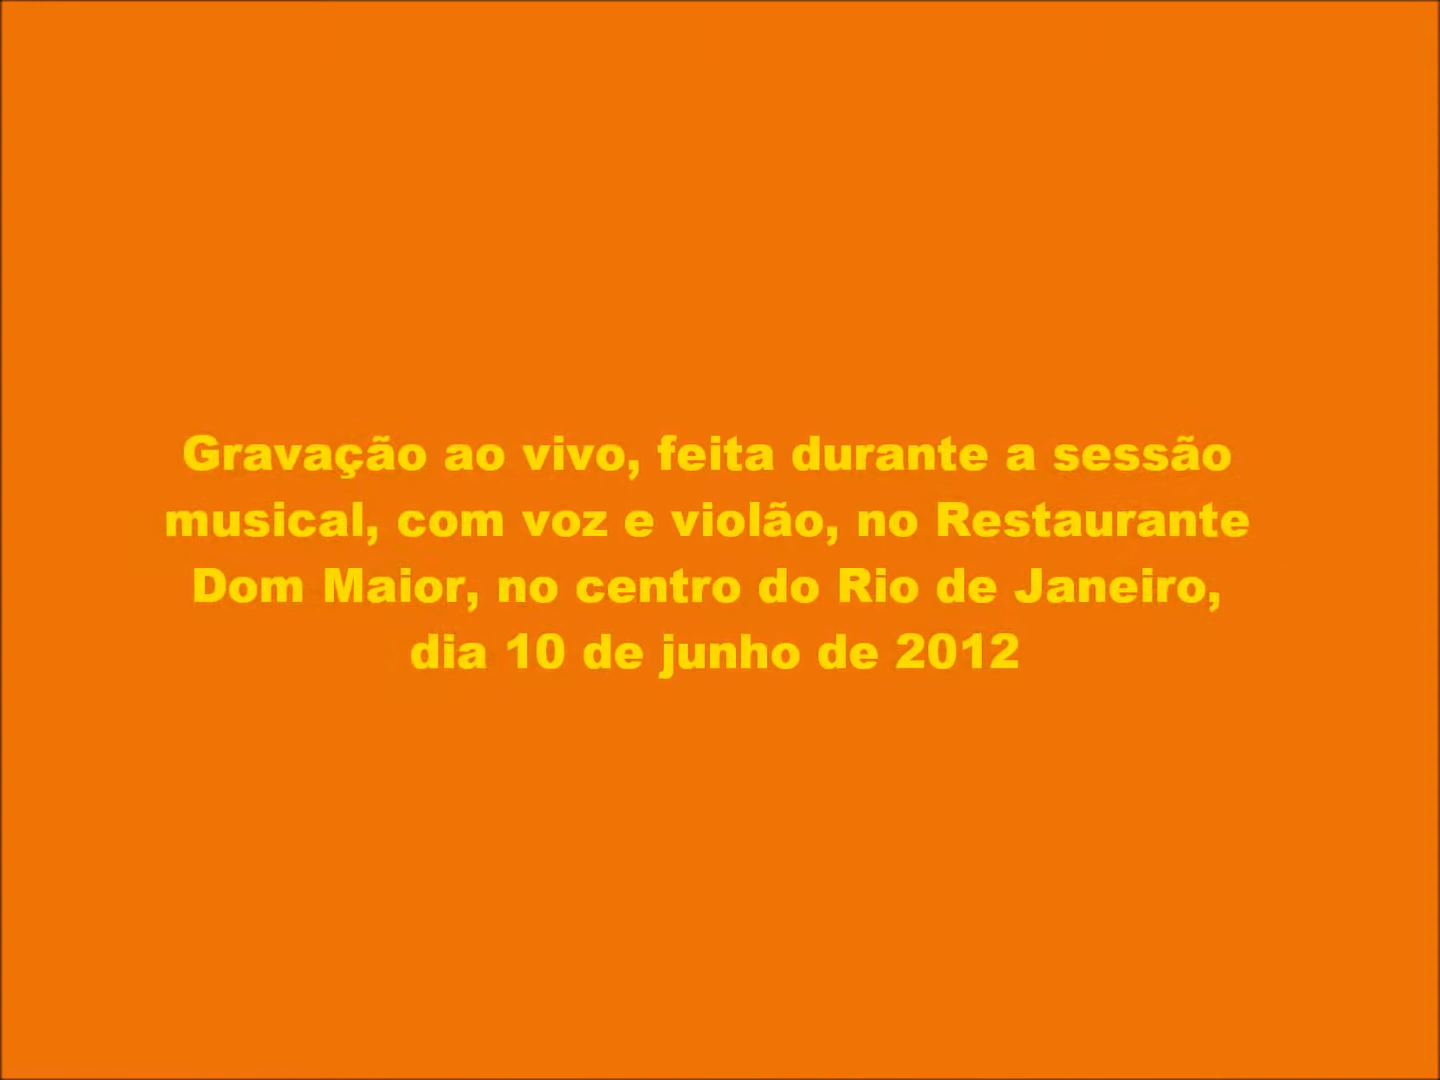 Gravação ao vivo, feita durante a sessão
musical, com voz e violão, no Restaurante
Dom Maior, no centro do Rio de Janeiro,
dia 10 de junho de 2012